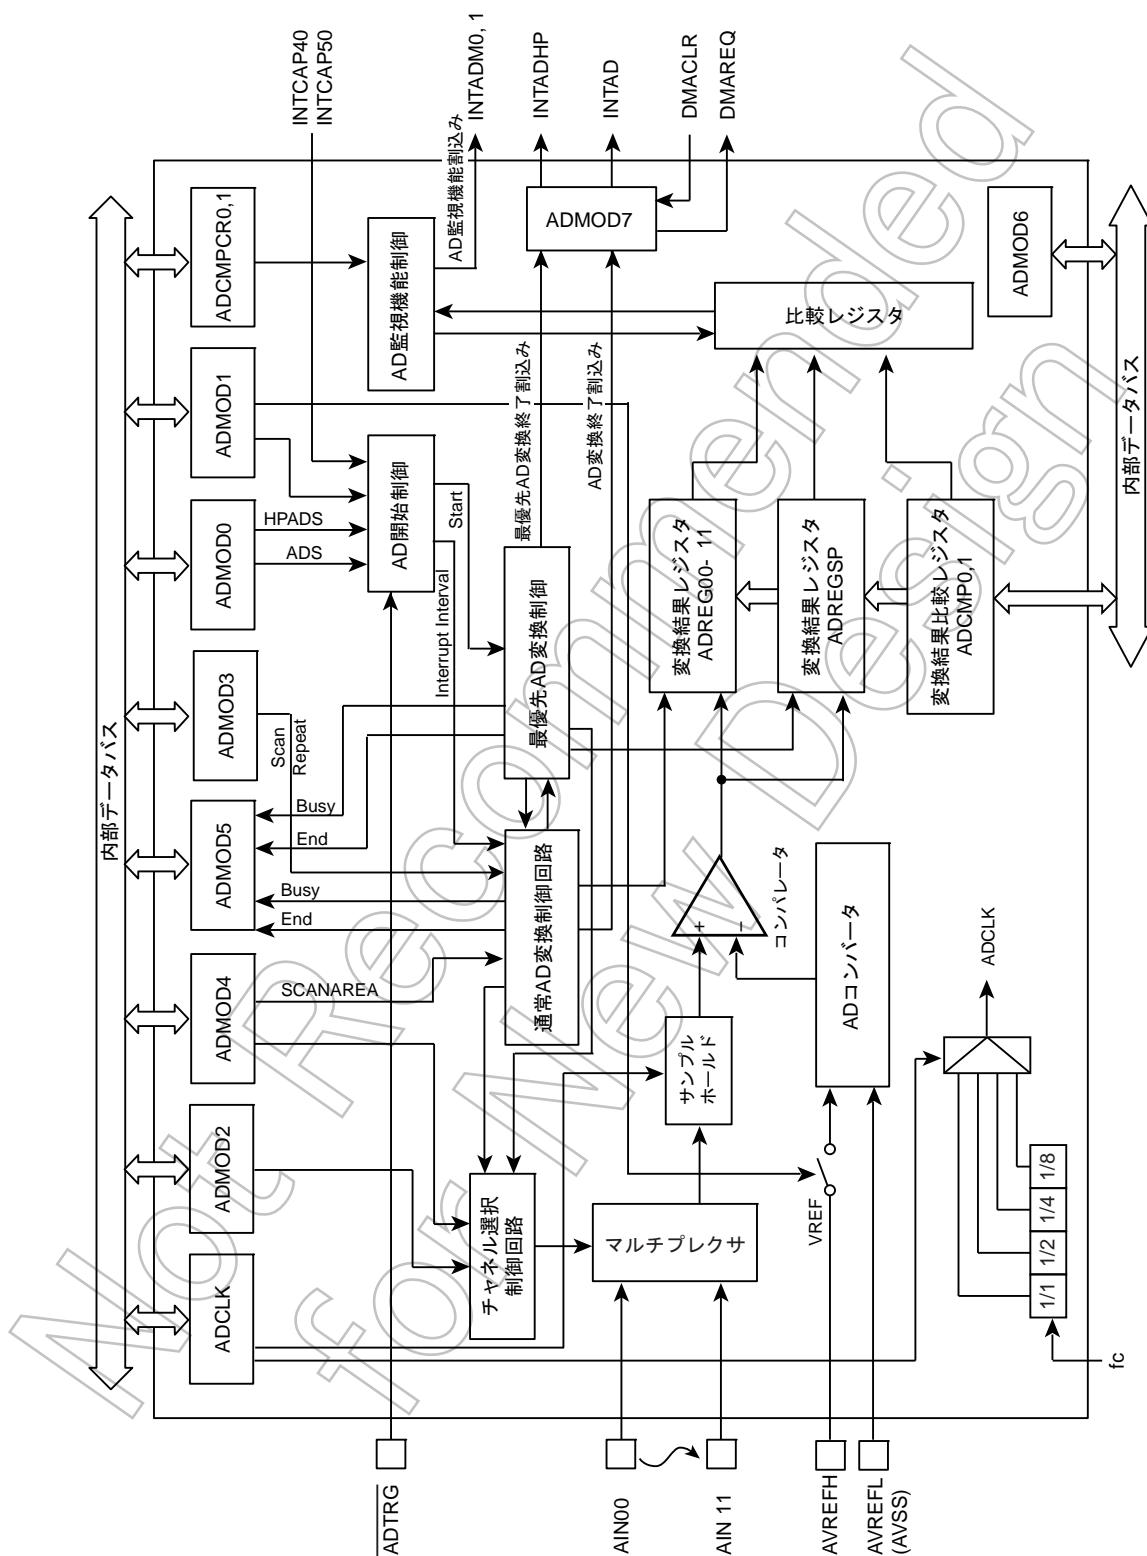 内部データバス
ADCLK
ADMOD2
ADMOD4
ADMOD5
ADMOD3
ADMOD0
ADMOD1
ADCMPCR0,1
INTCAP40
INTCAP50
SCANAREA
End
Busy
End
Busy
Scan
Repeat
ADS
HPADS
AD開始制御
AD監視機能制御
AD監視機能割込み
INTADM0, 1
Start
Interrupt Interval
ADTRG
チャネル選択
制御回路
通常AD変換制御回路
最優先AD変換制御
最優先AD変換終了割込み
AD変換終了割込み
ADMOD7
INTADHP
INTAD
DMACLR
DMAREQ
AIN00
AIN 11
マルチプレクサ
サンプル
ホールド
+
–
コンパレータ
変換結果レジスタ
ADREG00- 11
変換結果レジスタ
ADREGSP
変換結果比較レジスタ
ADCMP0,1
比較レジスタ
AVREFH
AVREFL
(AVSS)
VREF
ADコンバータ
ADMOD6
内部データバス
fc
1/1
1/2
1/4
1/8
ADCLK
Not Recommended
for New Design